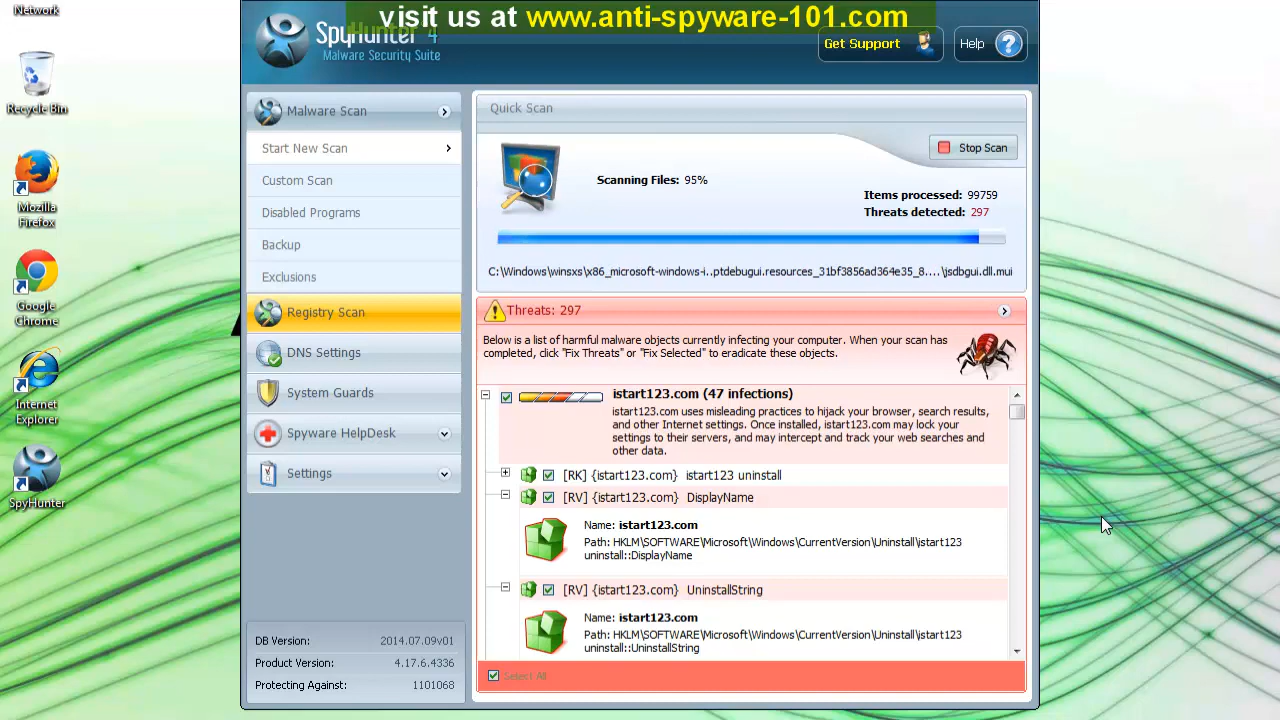 visit us at www.anti-spyware-101.com
Network
Recycle Bin
Mozilla
Firefox
Google
Chrome
Internet
Explorer
SpyHunter
SpyHunter 4
Malware Security Suite
Get Support
Help
Malware Scan
Start New Scan
Custom Scan
Disabled Programs
Backup
Exclusions
Registry Scan
DNS Settings
System Guards
Spyware HelpDesk
Settings
DB Version: 2014.07.09v01
Product Version: 4.17.6.4336
Protecting Against: 1101068
Quick Scan
Stop Scan
Scanning Files: 95%
Items processed: 99759
Threats detected: 297
C:\Windows\winsxs\x86_microsoft-windows-i..ptdebugui.resources_31bf3856ad364e35_8....\jsdbgui.dll.mui
Threats: 297
Below is a list of harmful malware objects currently infecting your computer. When your scan has
completed, click "Fix Threats" or "Fix Selected" to erradicate these objects.
istart123.com (47 infections)
istart123.com uses misleading practices to hijack your browser, search results,
and other Internet settings. Once installed, istart123.com may lock your
settings to their servers, and may intercept and track your web searches and
other data.
[RK] {istart123.com} istart123 uninstall
[RV] {istart123.com} DisplayName
Name: istart123.com
Path: HKLM\SOFTWARE\Microsoft\Windows\CurrentVersion\Uninstall\istart123
uninstall::DisplayName
[RV] {istart123.com} UninstallString
Name: istart123.com
Path: HKLM\SOFTWARE\Microsoft\Windows\CurrentVersion\Uninstall\istart123
uninstall::UninstallString
Select All